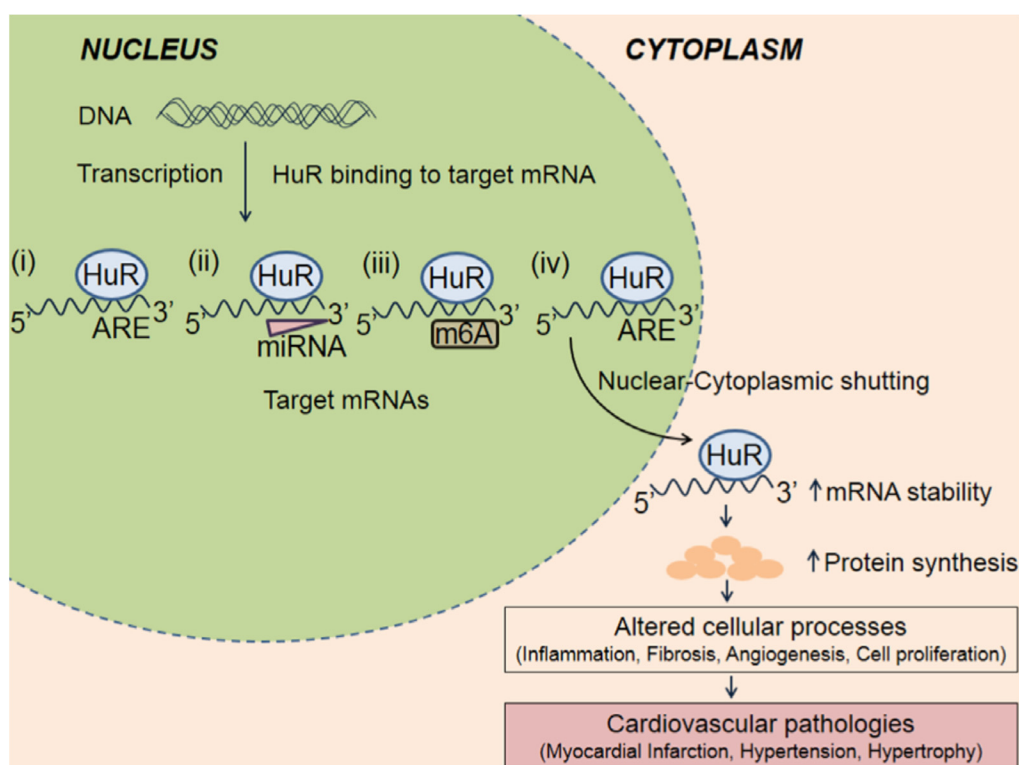 NUCLEUS
CYTOPLASM
DNA
Transcription
HuR binding to target mRNA
(i)
HuR
5’
3’
ARE
(ii)
HuR
5’
3’
miRNA
(iii)
HuR
5’
3’
m6A
(iv)
HuR
5’
3’
ARE
Target mRNAs
Nuclear-Cytoplasmic shutting
HuR
5’
3’
↑mRNA stability
↑Protein synthesis
Altered cellular processes
(Inflammation, Fibrosis, Angiogenesis, Cell proliferation)
Cardiovascular pathologies
(Myocardial Infarction, Hypertension, Hypertrophy)